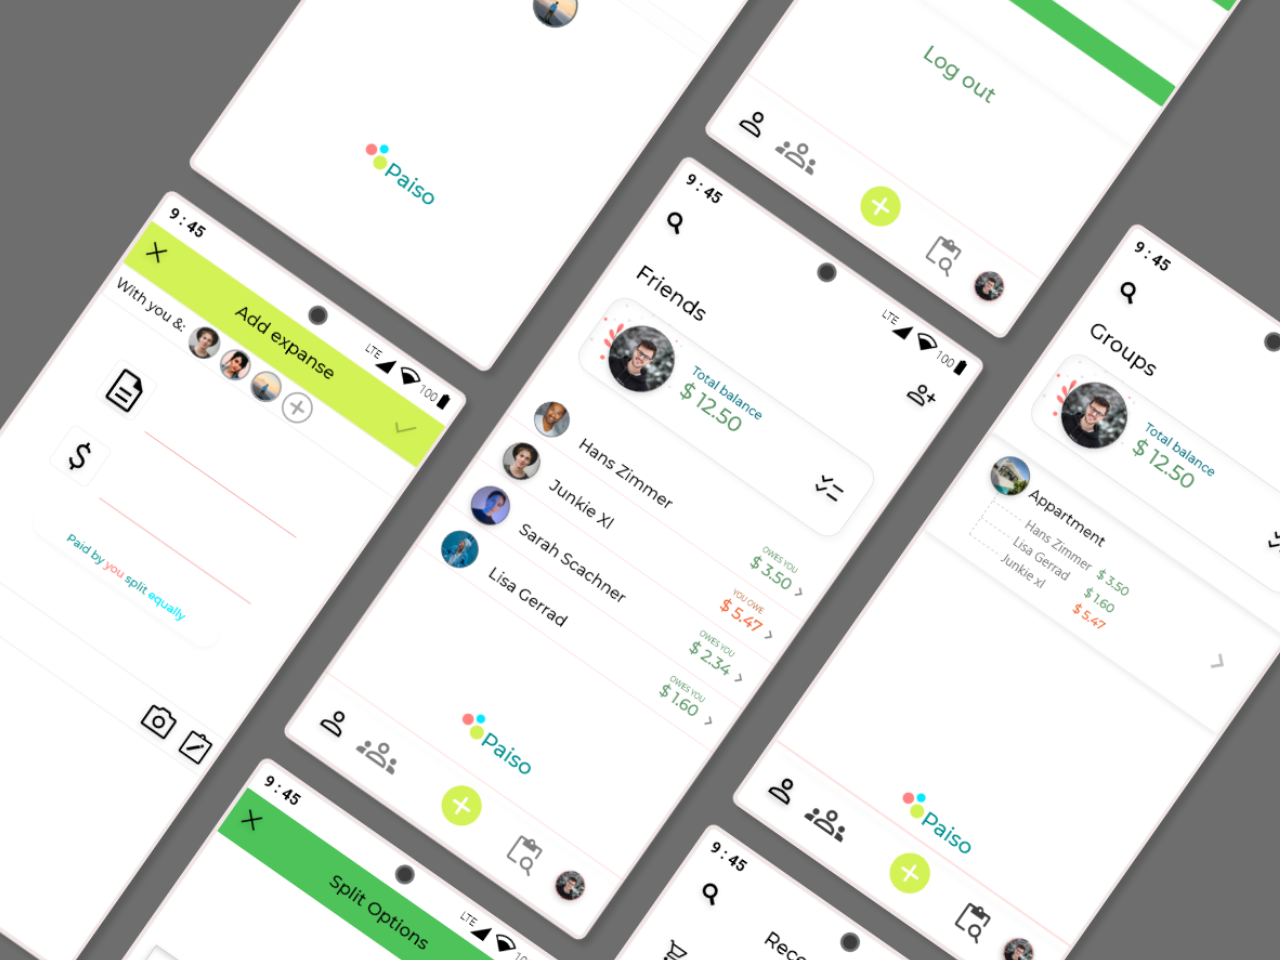 Paiso
Log out
9:45
LTE
100
Add expanse
With you &:
Paid by you split equally
9:45
LTE
100
Friends
Total balance
$ 12.50
Hans Zimmer
OWES YOU
$ 3.50
Junkie Xl
YOU OWE
$ 5.47
Sarah Scachner
OWES YOU
$ 2.34
Lisa Gerrad
OWES YOU
$ 1.60
Paiso
9:45
Groups
Total balance
$ 12.50
Appartment
Hans Zimmer $ 3.50
Lisa Gerrad $ 1.60
Junkie xl $ 5.47
Paiso
9:45
LTE
Split Options
9:45